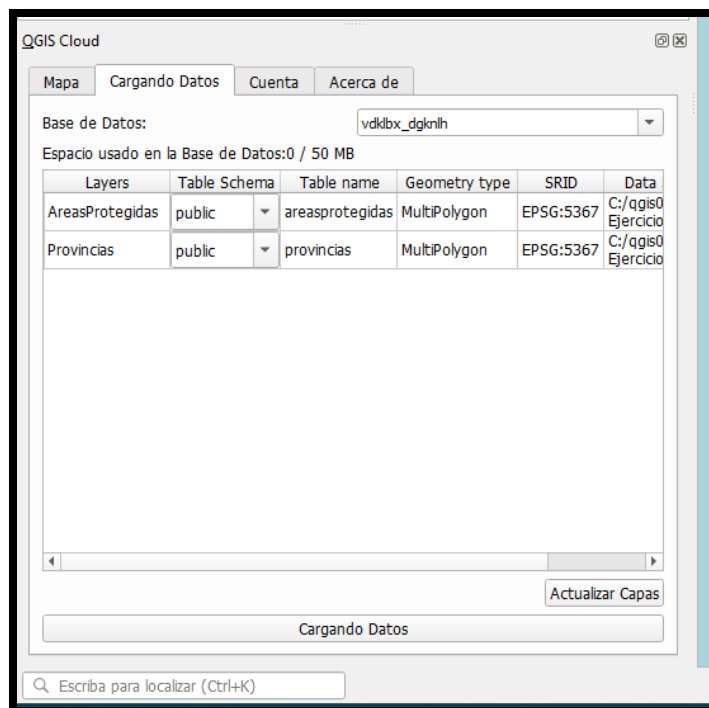 QGIS Cloud
Mapa Cargando Datos Cuenta Acerca de
Base de Datos: vdklbx_dgknlh
Espacio usado en la Base de Datos:0 / 50 MB
Layers Table Schema Table name Geometry type SRID Data
AreasProtegidas public areasprotegidas MultiPolygon EPSG:5367 C:/qgis0
Ejercicio
Provincias public provincias MultiPolygon EPSG:5367 C:/qgis0
Ejercicio
Actualizar Capas
Cargando Datos
Escriba para localizar (Ctrl+K)